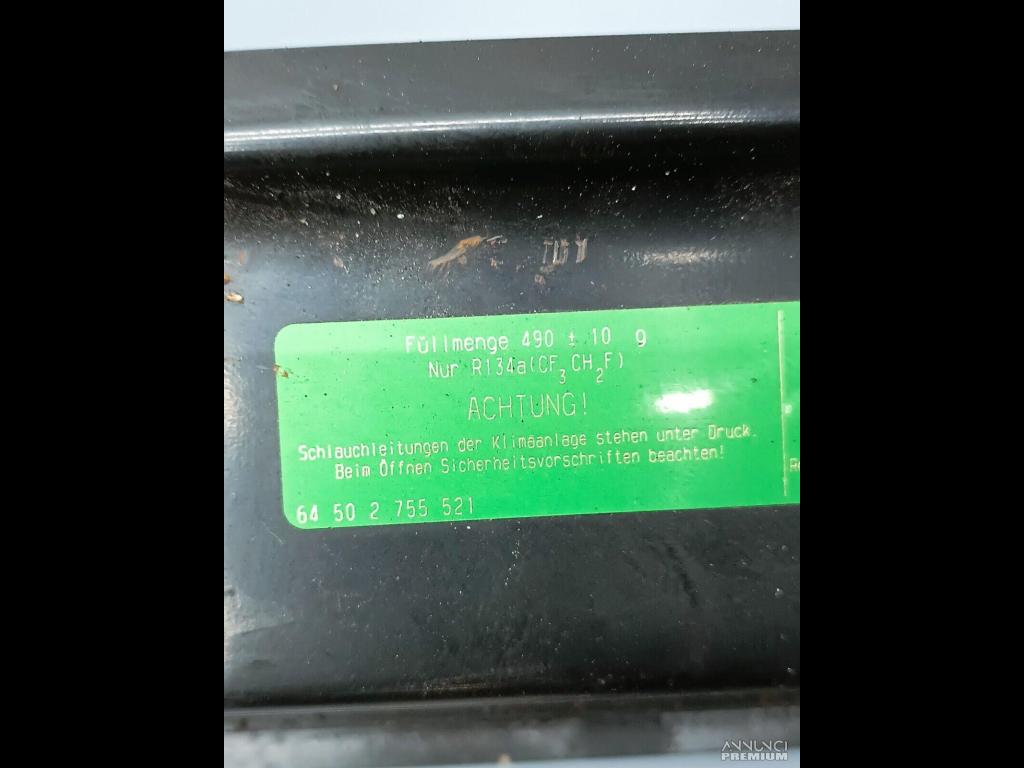 Füllmenge 490 ± 10 g
Nur R134a(CF₃CH₂F)
ACHTUNG!
Schlauchleitungen der Klimaanlage stehen unter Druck.
Beim Öffnen Sicherheitsvorschriften beachten!
64 50 2 755 521
ANNUNCI
PREMIUM